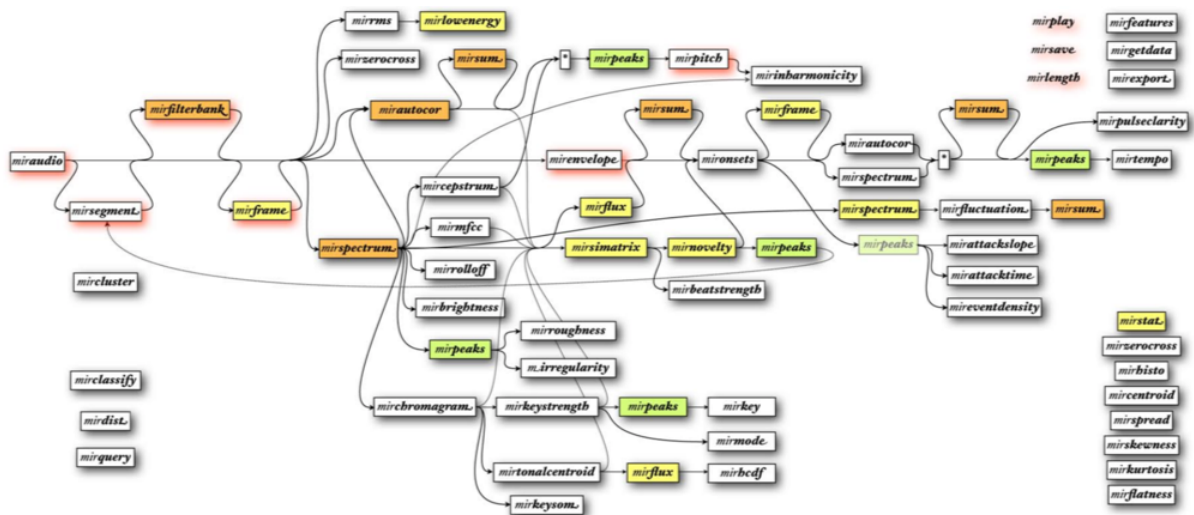 mirrms
mirlowenergy
mirplay
mirfeatures
mirzerocross
mirsum
*
mirpeaks
mirpitch
mirsave
mirgetdata
mirinharmonicity
mirlength
mirexport
mirfilterbank
mirautocor
mirsum
mirframe
mirsum
mirpulseclarity
miraudio
mirenvelope
mironsets
mirautocor
*
mirpeaks
mirtempo
mirspectrum
mircepstrum
mirsegment
mirframe
mirflux
mirspectrum
mirfluctuation
mirsum
mirmfcc
mirspectrum
mirsimatrix
mirnovelty
mirpeaks
mirpeaks
mirattackslope
mirrolloff
mirattacktime
mircluster
mirbeatstrength
mirbrightness
mireventdensity
mirroughness
mirstat
mirpeaks
mirzerocross
m.irregularity
mirhisto
mirclassify
mircentroid
mirchromagram
mirkeystrength
mirpeaks
mirkey
mirdist
mirspread
mirmode
mirskewness
mirquery
mirtonalcentroid
mirflux
mirhcdf
mirkurtosis
mirflatness
mirkeysom